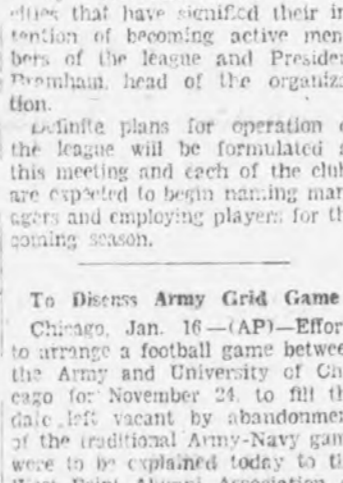 cities that have signified their in
tention of becoming active mem
bers of the league and Presiden
Bramham, head of the organiza
tion.
Definite plans for operation o
the league will be formulated a
this meeting and each of the club
are expected to begin naming man
agers and employing players for th
coming season.
To Discuss Army Grid Game
Chicago, Jan. 16—(AP)—Effor
to arrange a football game betwee
the Army and University of Chi
cago for November 24, to fill th
date left vacant by abandonmen
of the traditional Army-Navy gam
were to be explained today to th
West Point Alumni Association